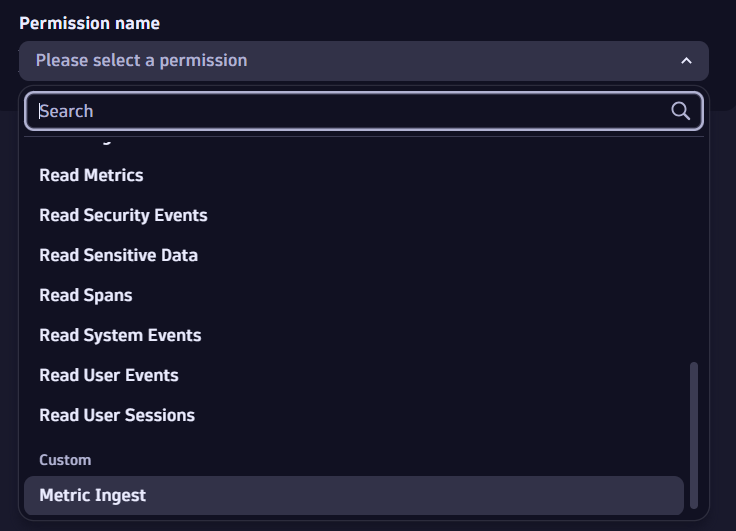 Permission name
Please select a permission
Search
Read Metrics
Read Security Events
Read Sensitive Data
Read Spans
Read System Events
Read User Events
Read User Sessions
Custom
Metric Ingest